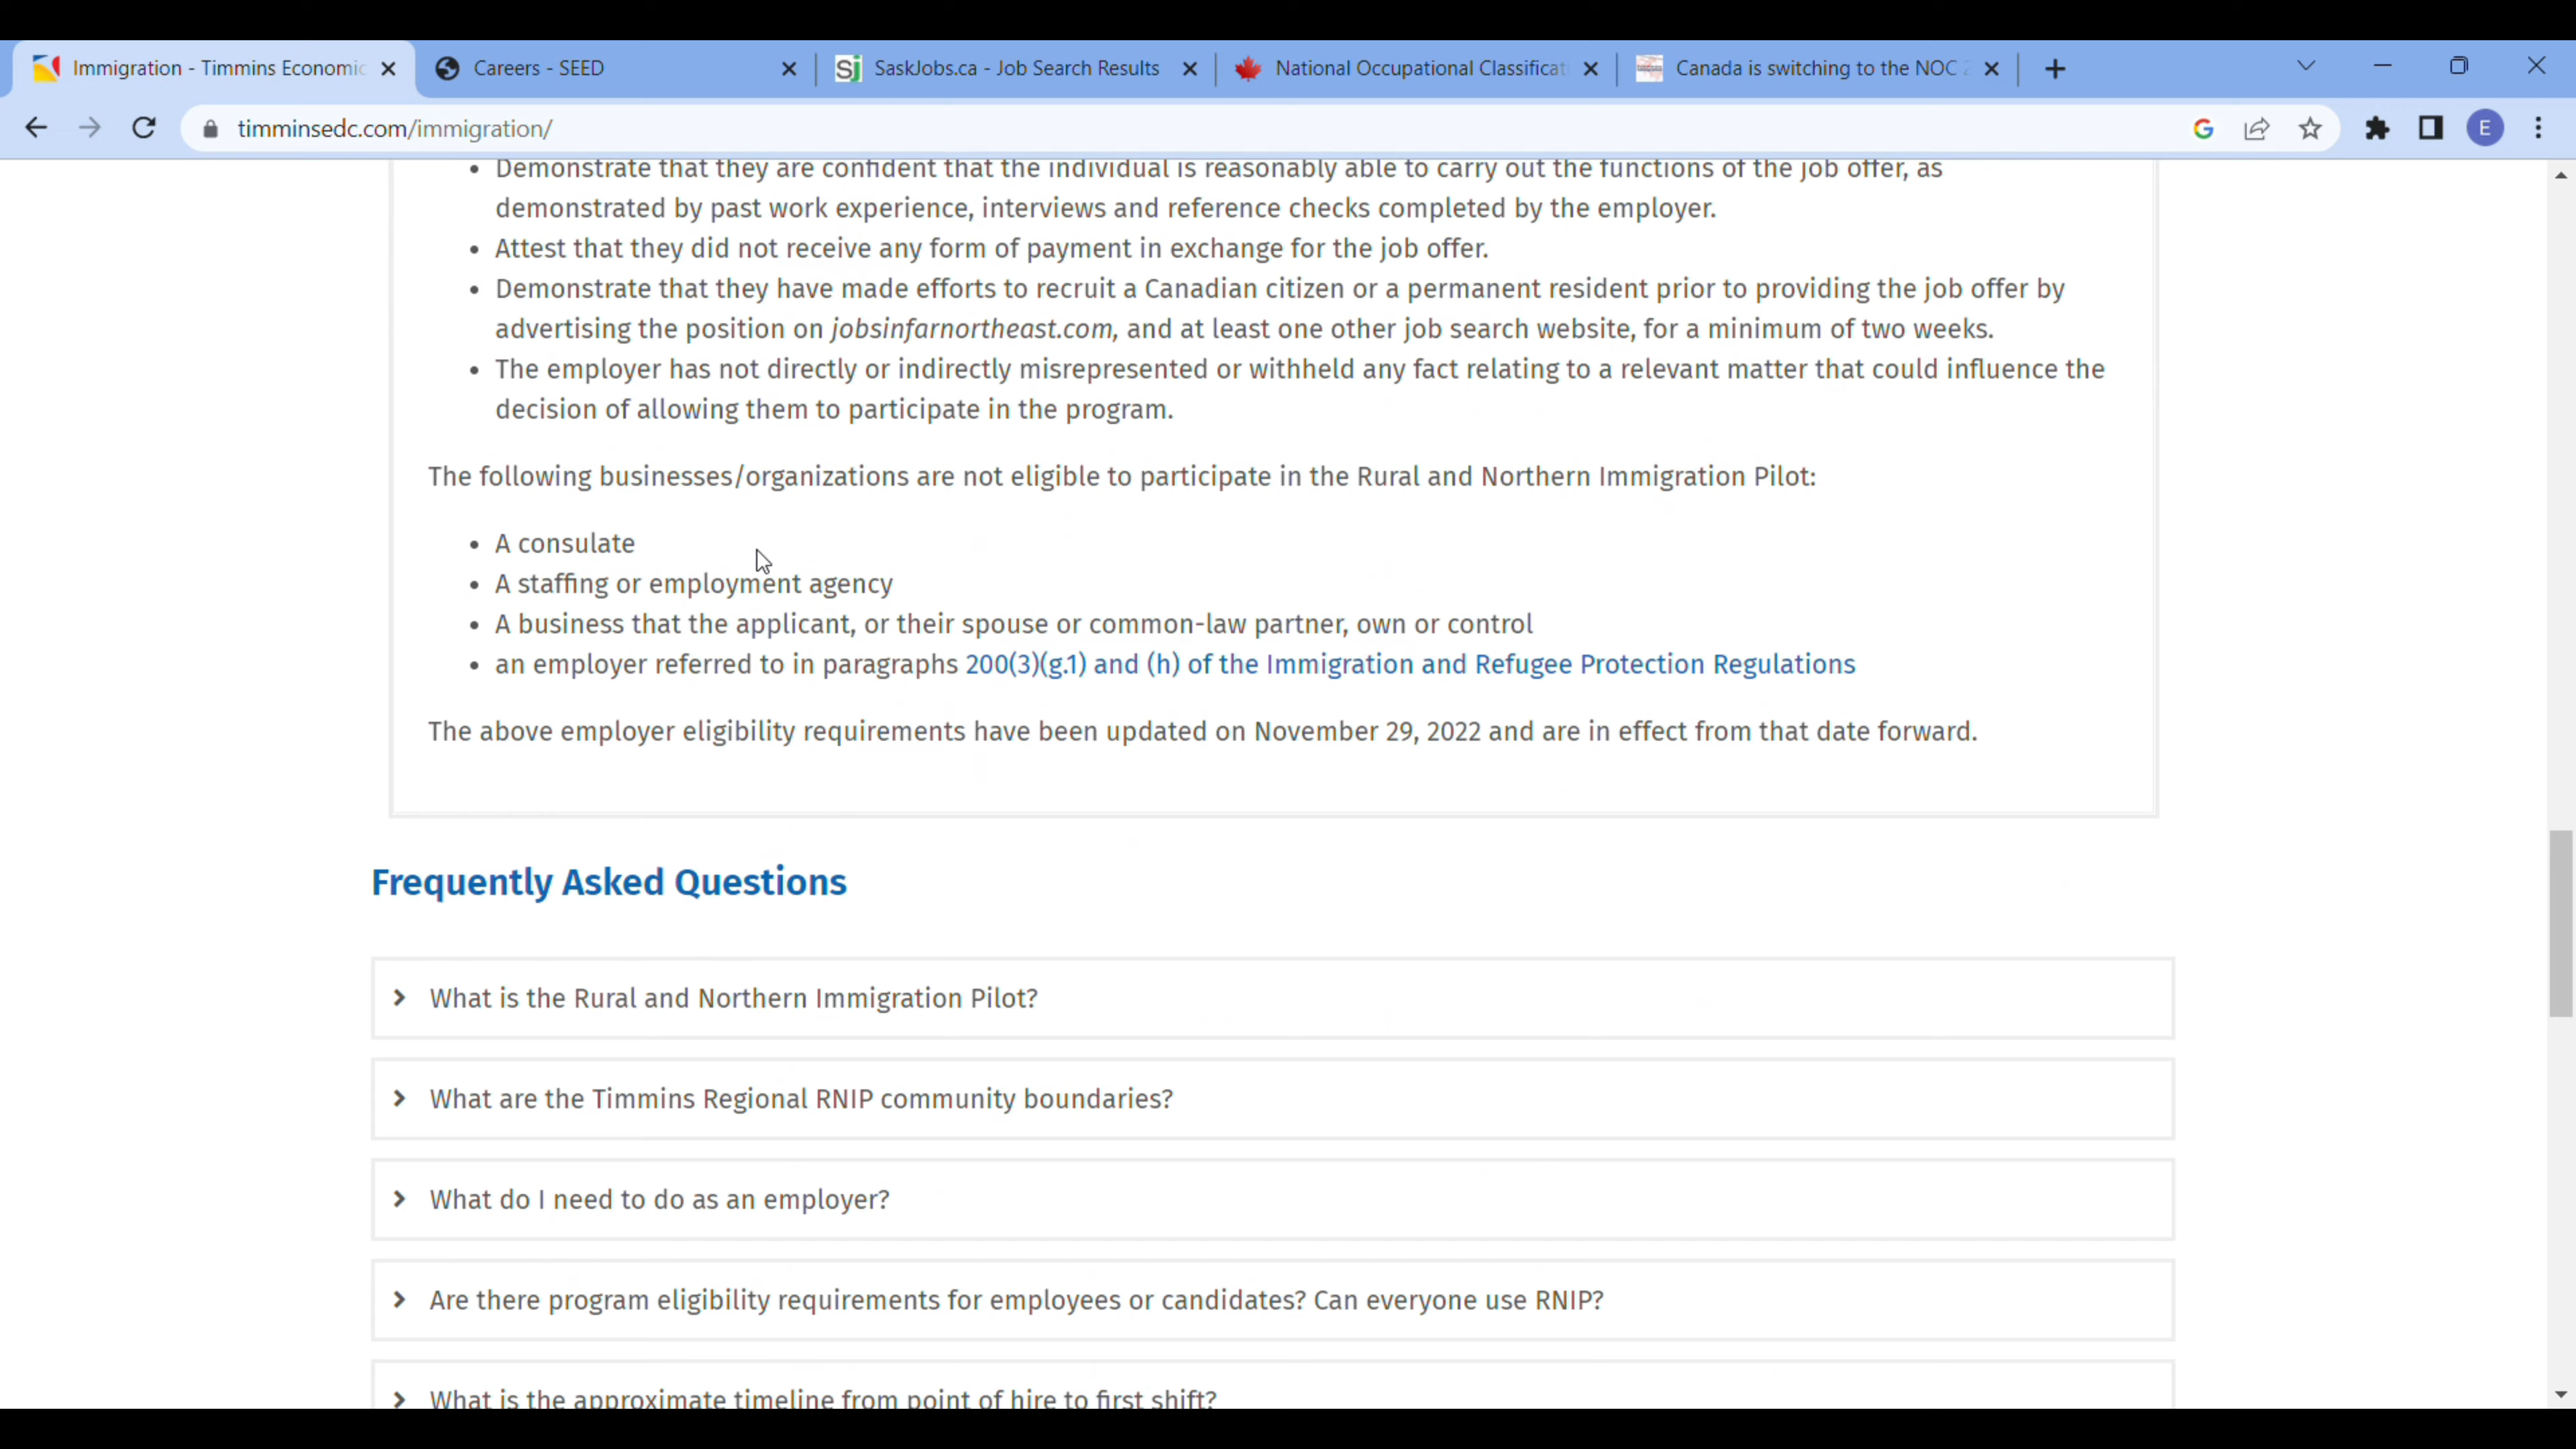 Immigration - Timmins Economic
Careers - SEED
SaskJobs.ca - Job Search Results
National Occupational Classificat
Canada is switching to the NOC 2
timminsedc.com/immigration/
E
• Demonstrate that they are confident that the individual is reasonably able to carry out the functions of the job offer, as
demonstrated by past work experience, interviews and reference checks completed by the employer.
• Attest that they did not receive any form of payment in exchange for the job offer.
• Demonstrate that they have made efforts to recruit a Canadian citizen or a permanent resident prior to providing the job offer by
advertising the position on jobsinfarnortheast.com, and at least one other job search website, for a minimum of two weeks.
• The employer has not directly or indirectly misrepresented or withheld any fact relating to a relevant matter that could influence the
decision of allowing them to participate in the program.
The following businesses/organizations are not eligible to participate in the Rural and Northern Immigration Pilot:
• A consulate
• A staffing or employment agency
• A business that the applicant, or their spouse or common-law partner, own or control
• an employer referred to in paragraphs 200(3)(g.1) and (h) of the Immigration and Refugee Protection Regulations
The above employer eligibility requirements have been updated on November 29, 2022 and are in effect from that date forward.
Frequently Asked Questions
What is the Rural and Northern Immigration Pilot?
What are the Timmins Regional RNIP community boundaries?
What do I need to do as an employer?
Are there program eligibility requirements for employees or candidates? Can everyone use RNIP?
What is the approximate timeline from point of hire to first shift?